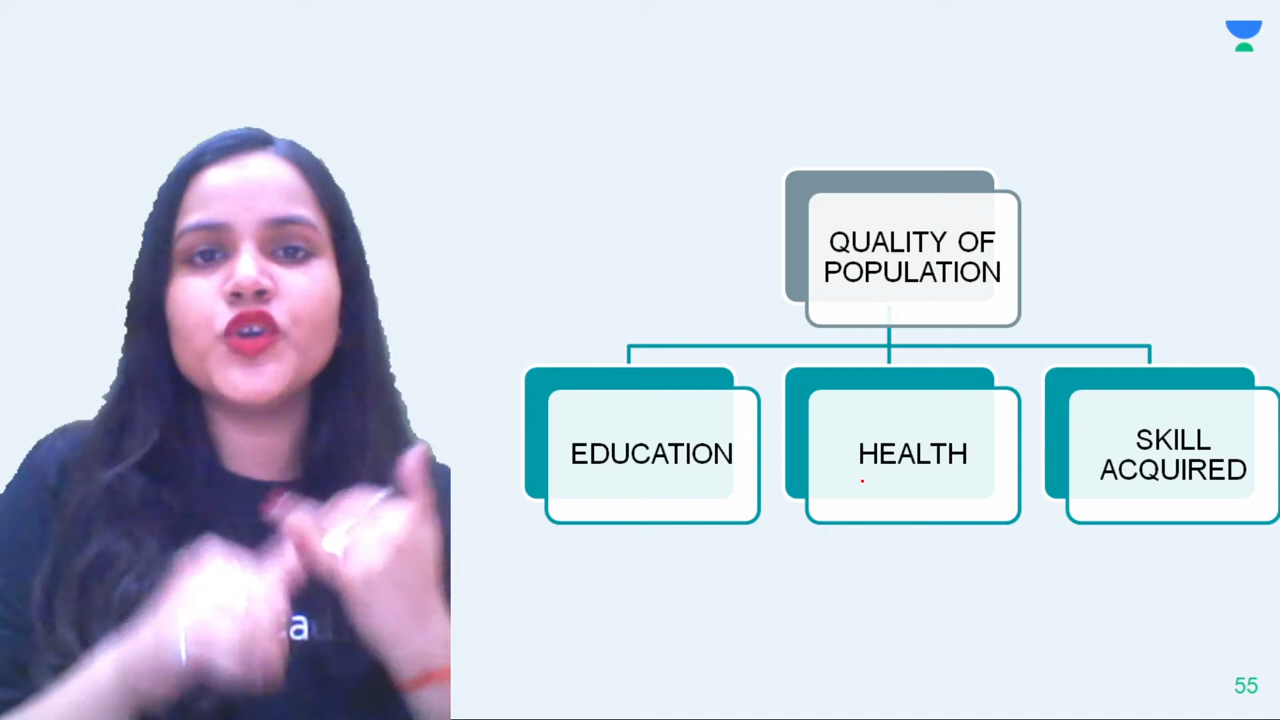 QUALITY OF
POPULATION
EDUCATION
HEALTH
SKILL
ACQUIRED
a
55